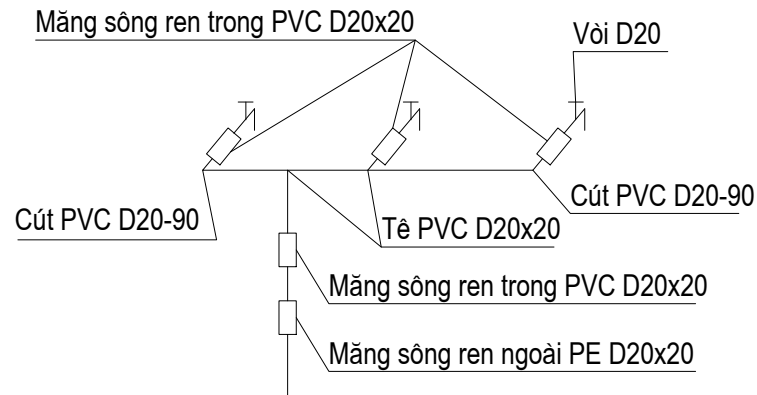 Măng sông ren trong PVC D20x20
Vòi D20
Cút PVC D20-90
Cút PVC D20-90
Tê PVC D20x20
Măng sông ren trong PVC D20x20
Măng sông ren ngoài PE D20x20